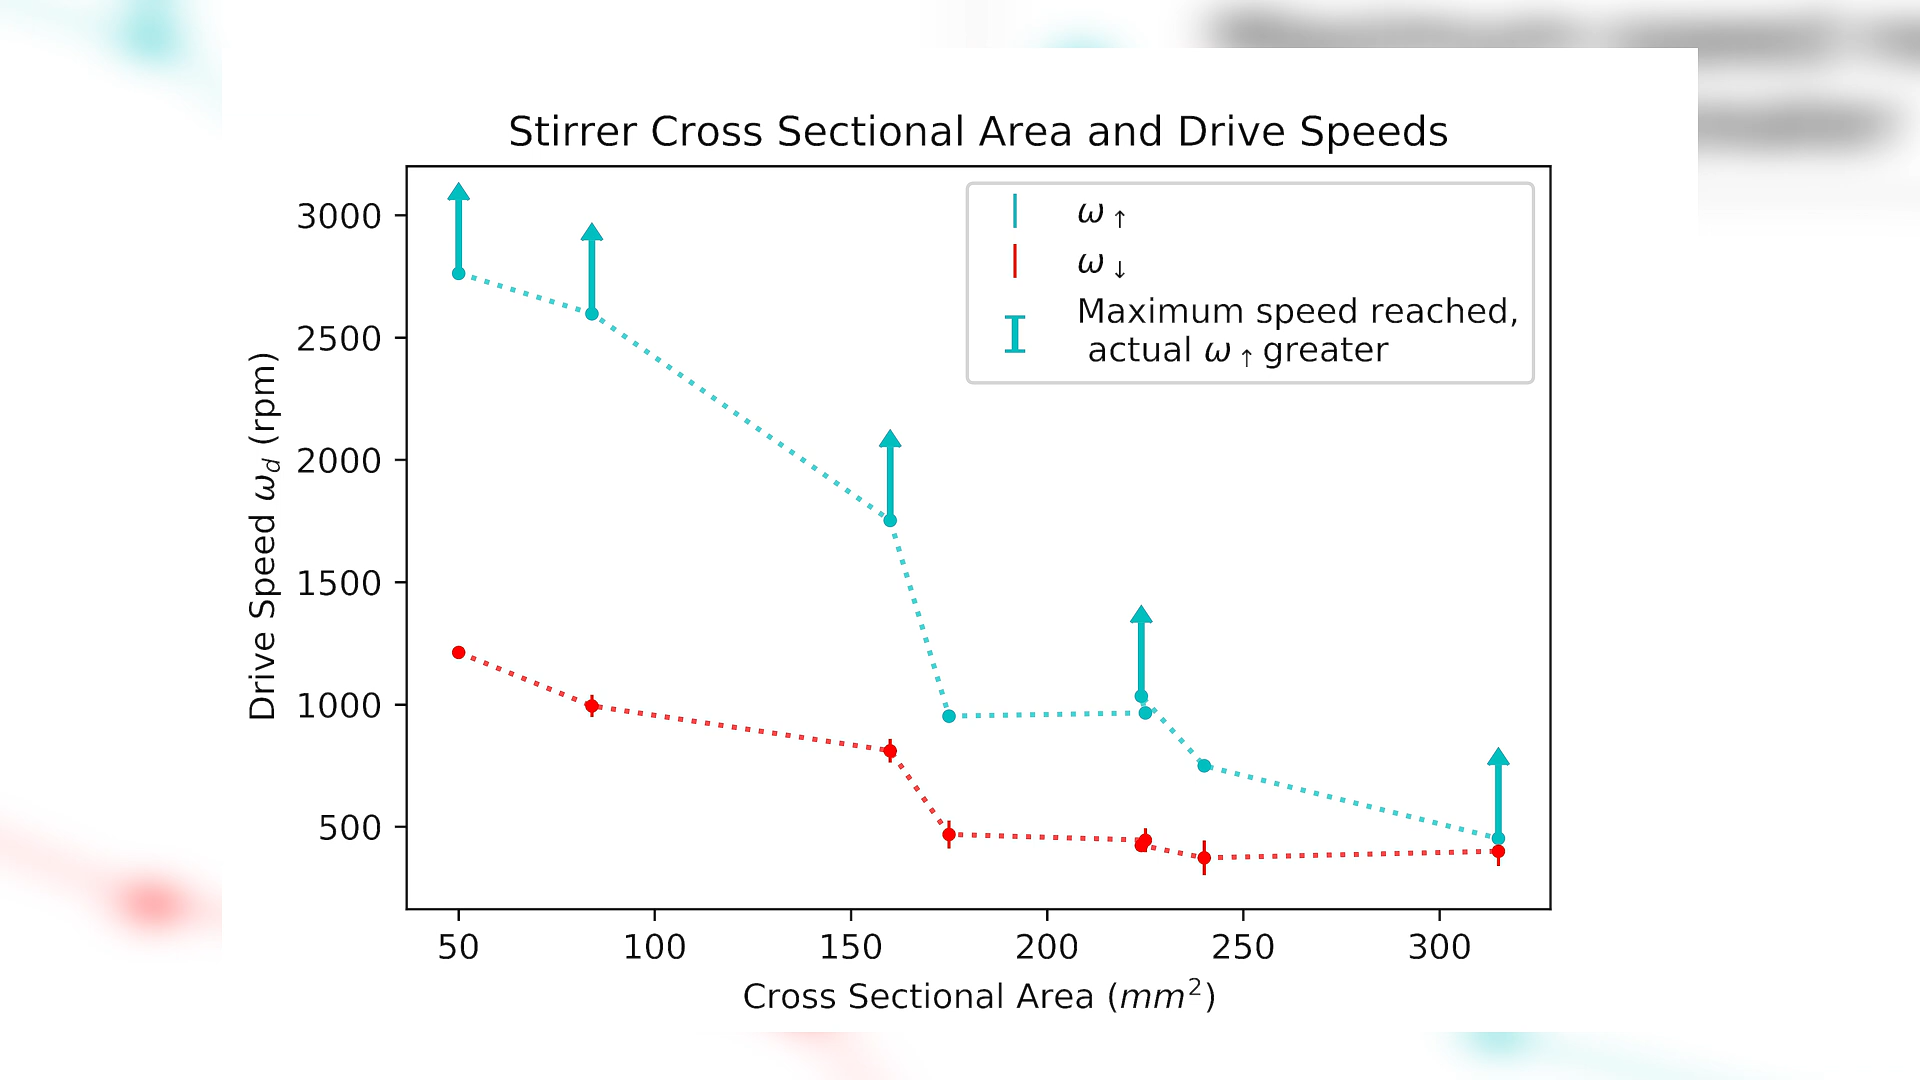 Stirrer Cross Sectional Area and Drive Speeds
ω ↑
ω ↓
Maximum speed reached,
actual ω ↑ greater
Drive Speed ω_d (rpm)
3000
2500
2000
1500
1000
500
50 100 150 200 250 300
Cross Sectional Area (mm²)